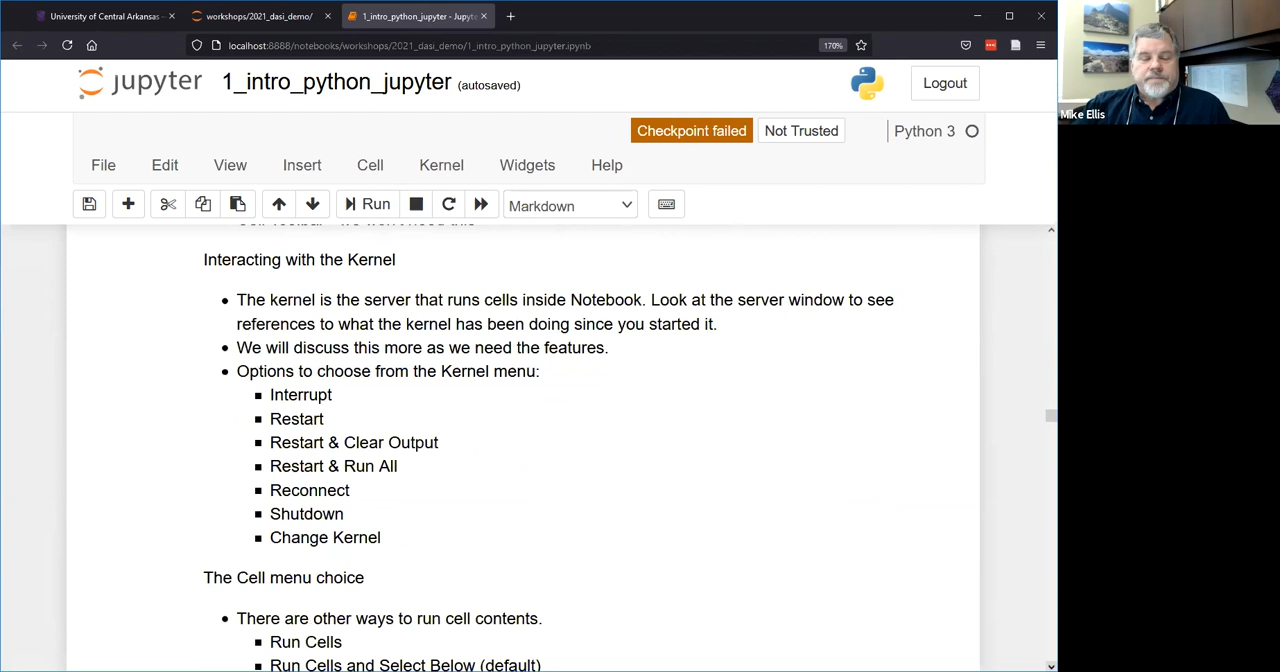 University of Central Arkansas
workshops/2021_dasi_demo/
1_intro_python_jupyter - Jupyte
localhost:8888/notebooks/workshops/2021_dasi_demo/1_intro_python_jupyter.ipynb
170%
jupyter
1_intro_python_jupyter (autosaved)
Logout
Checkpoint failed
Not Trusted
Python 3
File Edit View Insert Cell Kernel Widgets Help
Run
Markdown
Interacting with the Kernel
The kernel is the server that runs cells inside Notebook. Look at the server window to see
references to what the kernel has been doing since you started it.
We will discuss this more as we need the features.
Options to choose from the Kernel menu:
Interrupt
Restart
Restart & Clear Output
Restart & Run All
Reconnect
Shutdown
Change Kernel
The Cell menu choice
There are other ways to run cell contents.
Run Cells
Run Cells and Select Below (default)
Mike Ellis